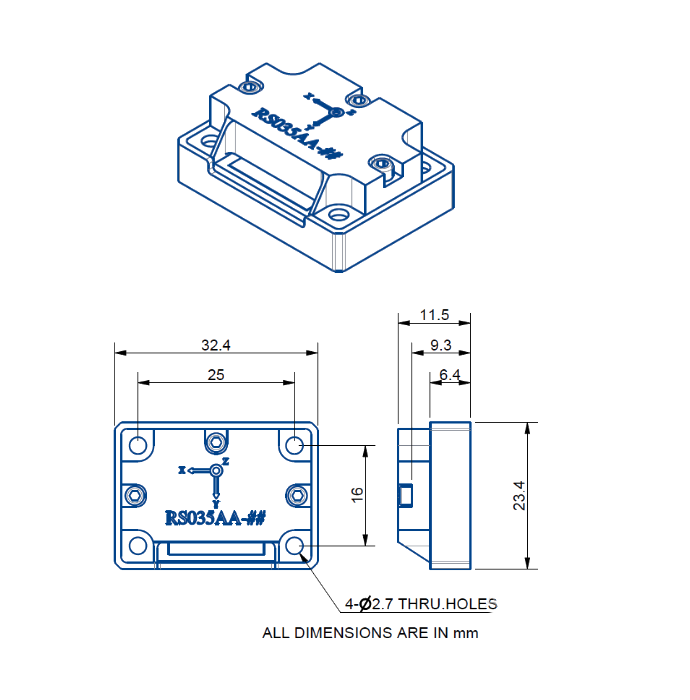 X
Z
Y
RS035AA-##
11.5
9.3
6.4
32.4
25
Z
X
Y
RS035AA-##
16
23.4
4-Ø2.7 THRU.HOLES
ALL DIMENSIONS ARE IN mm